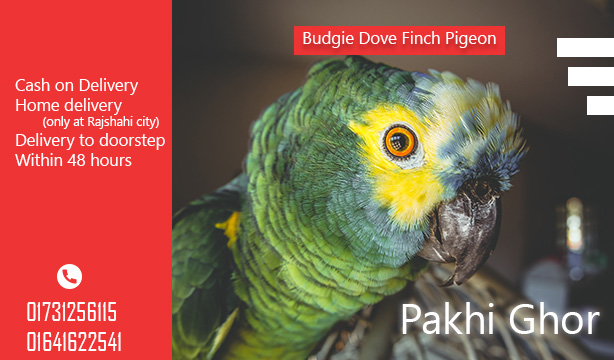 Budgie Dove Finch Pigeon
Cash on Delivery
Home delivery
(only at Rajshahi city)
Delivery to doorstep
Within 48 hours
01731256115
01641622541
Pakhi Ghor